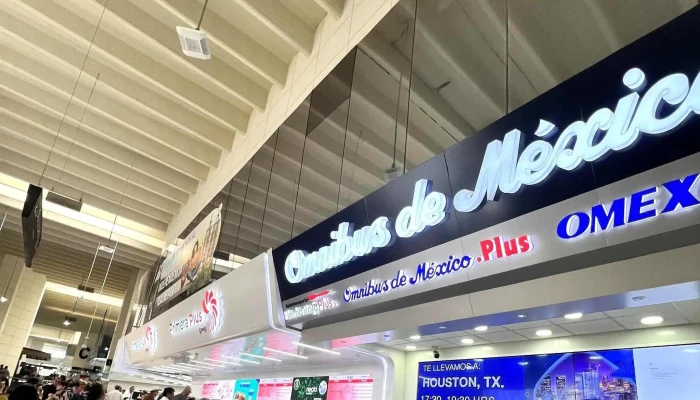 Omnibus de México
Omnibus de México.Plus
OMEX
Primera Plus
TE LLEVAMOS A:
HOUSTON, TX.
C